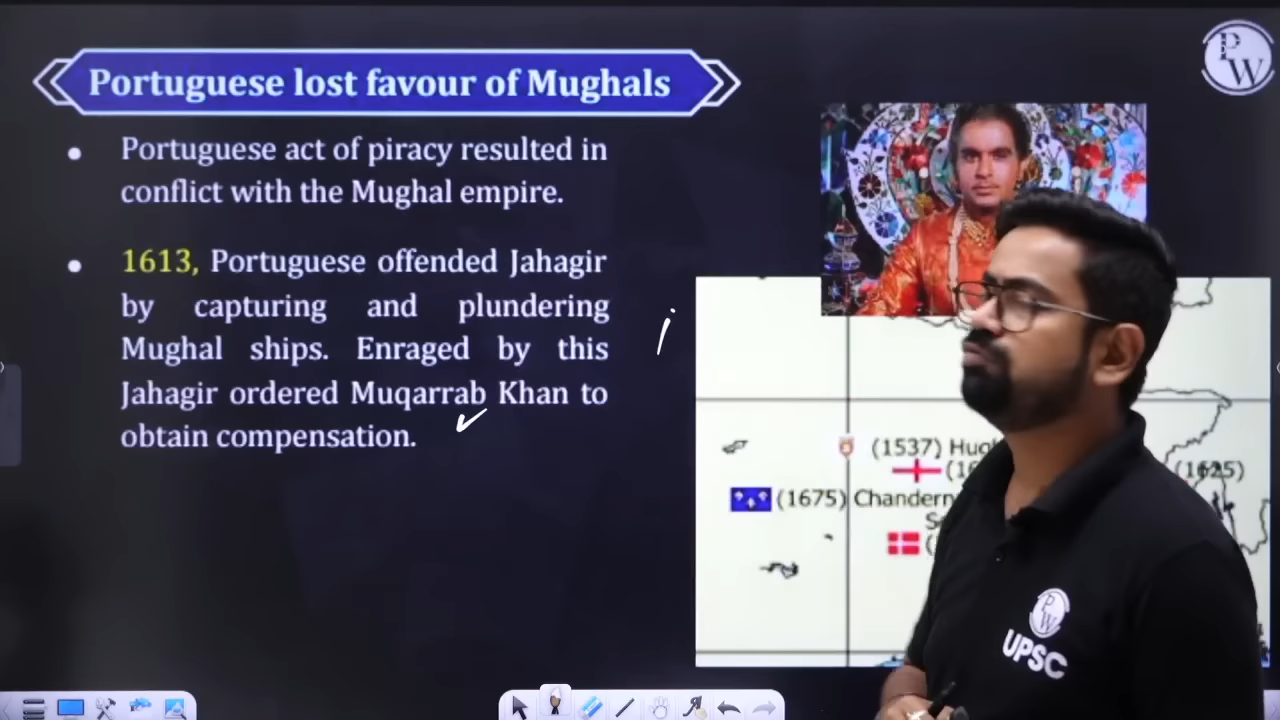 Portuguese lost favour of Mughals
PW
Portuguese act of piracy resulted in
conflict with the Mughal empire.
1613, Portuguese offended Jahagir
by capturing and plundering
Mughal ships. Enraged by this
Jahagir ordered Muqarrab Khan to
obtain compensation.
i
(1537)
(1625)
(1675) Chandern
PW
UPSC